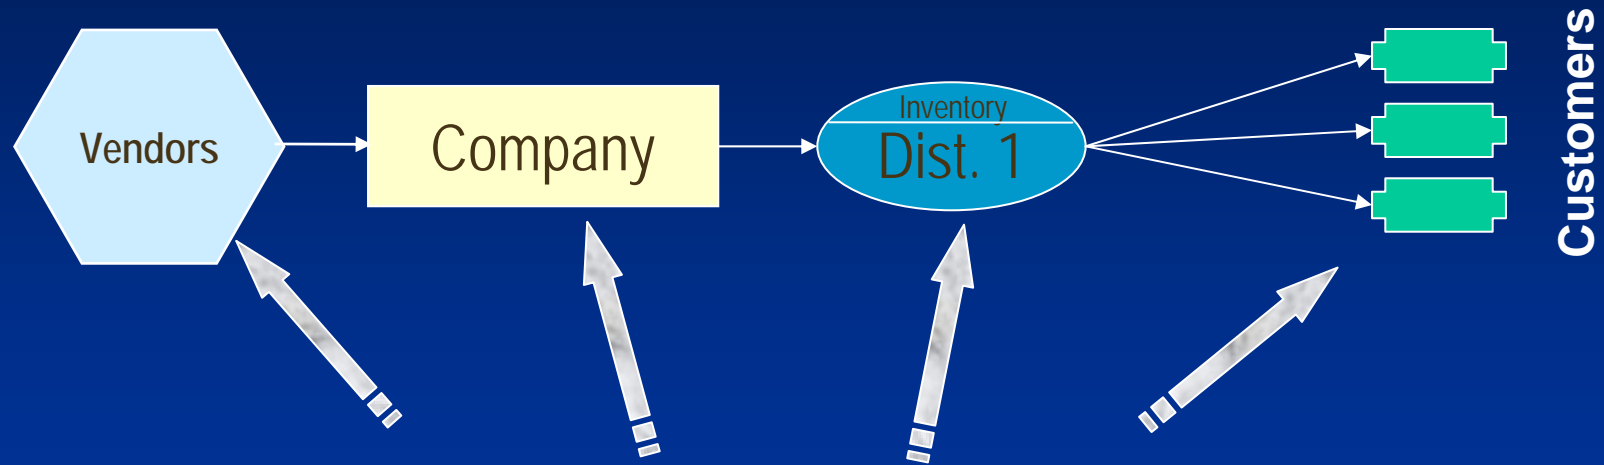 Vendors
Company
Inventory
Dist. 1
Customers